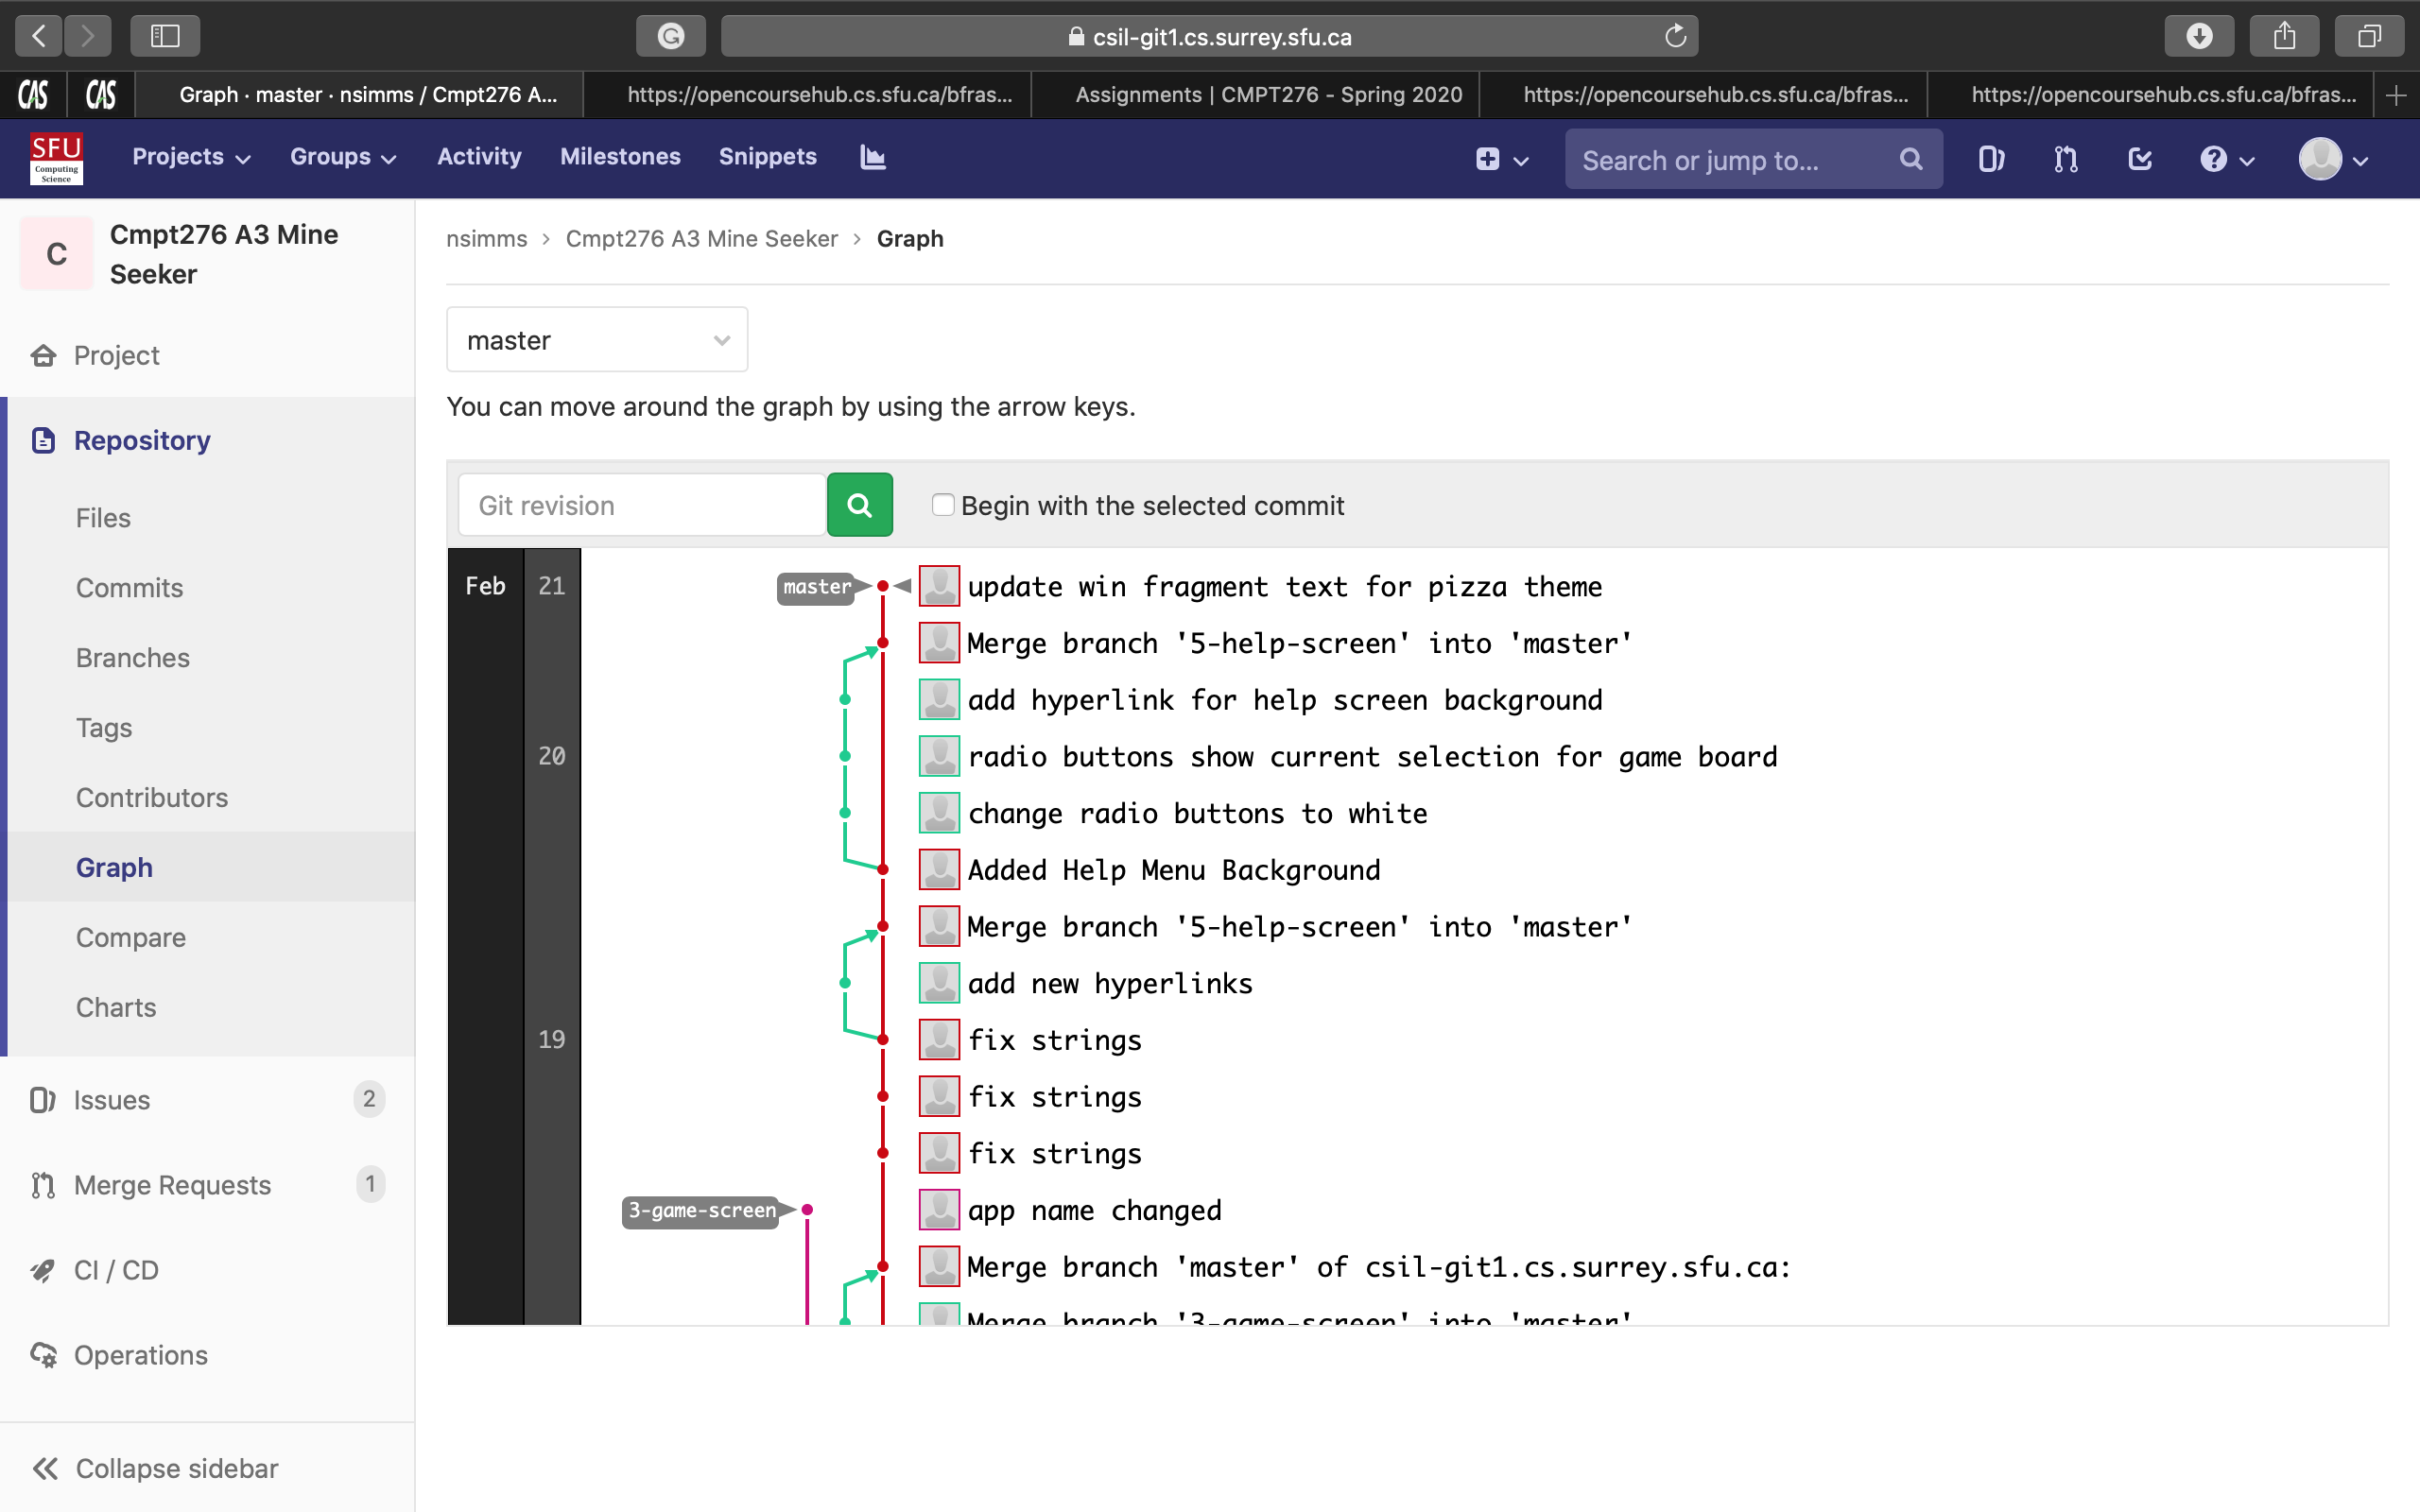 csil-git1.cs.surrey.sfu.ca
CAS
CAS
Graph · master · nsimms / Cmpt276 A...
https://opencoursehub.cs.sfu.ca/bfras...
Assignments | CMPT276 - Spring 2020
https://opencoursehub.cs.sfu.ca/bfras...
https://opencoursehub.cs.sfu.ca/bfras...
SFU
Computing
Science
Projects
Groups
Activity
Milestones
Snippets
Search or jump to...
C
Cmpt276 A3 Mine
Seeker
Project
Repository
Files
Commits
Branches
Tags
Contributors
Graph
Compare
Charts
Issues 2
Merge Requests 1
CI / CD
Operations
Collapse sidebar
nsimms > Cmpt276 A3 Mine Seeker > Graph
master
You can move around the graph by using the arrow keys.
Git revision
Begin with the selected commit
Feb 21 master update win fragment text for pizza theme
Merge branch '5-help-screen' into 'master'
add hyperlink for help screen background
20 radio buttons show current selection for game board
change radio buttons to white
Added Help Menu Background
Merge branch '5-help-screen' into 'master'
add new hyperlinks
19 fix strings
fix strings
fix strings
3-game-screen app name changed
Merge branch 'master' of csil-git1.cs.surrey.sfu.ca:
Merge branch '3-game-screen' into 'master'